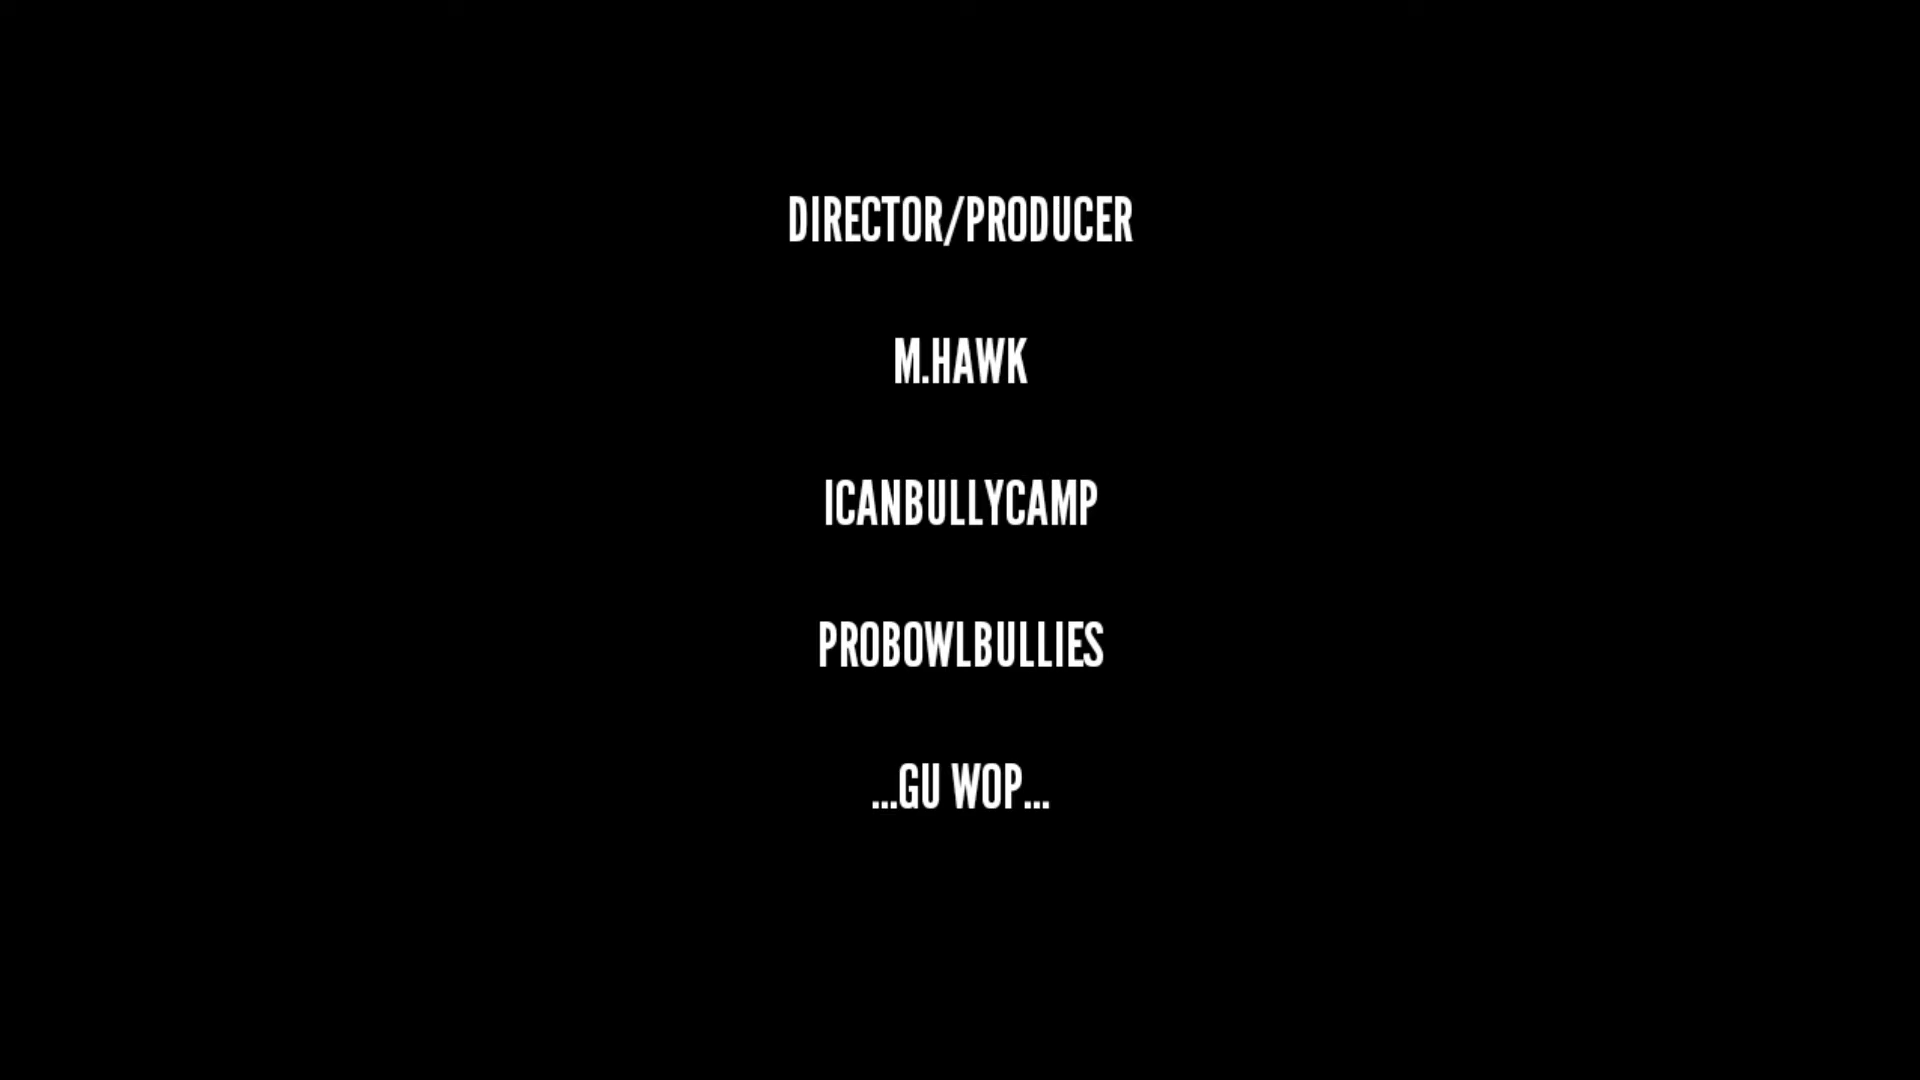 DIRECTOR/PRODUCER
M.HAWK
ICANBULLYCAMP
PROBOWLBULLIES
...GU WOP...